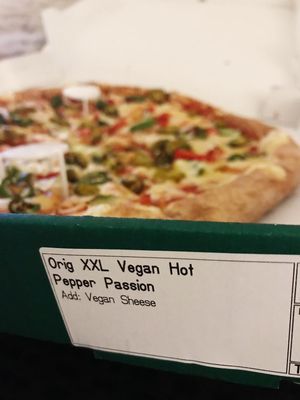 Orig XXL Vegan Hot
Pepper Passion
Add: Vegan Sheese
T